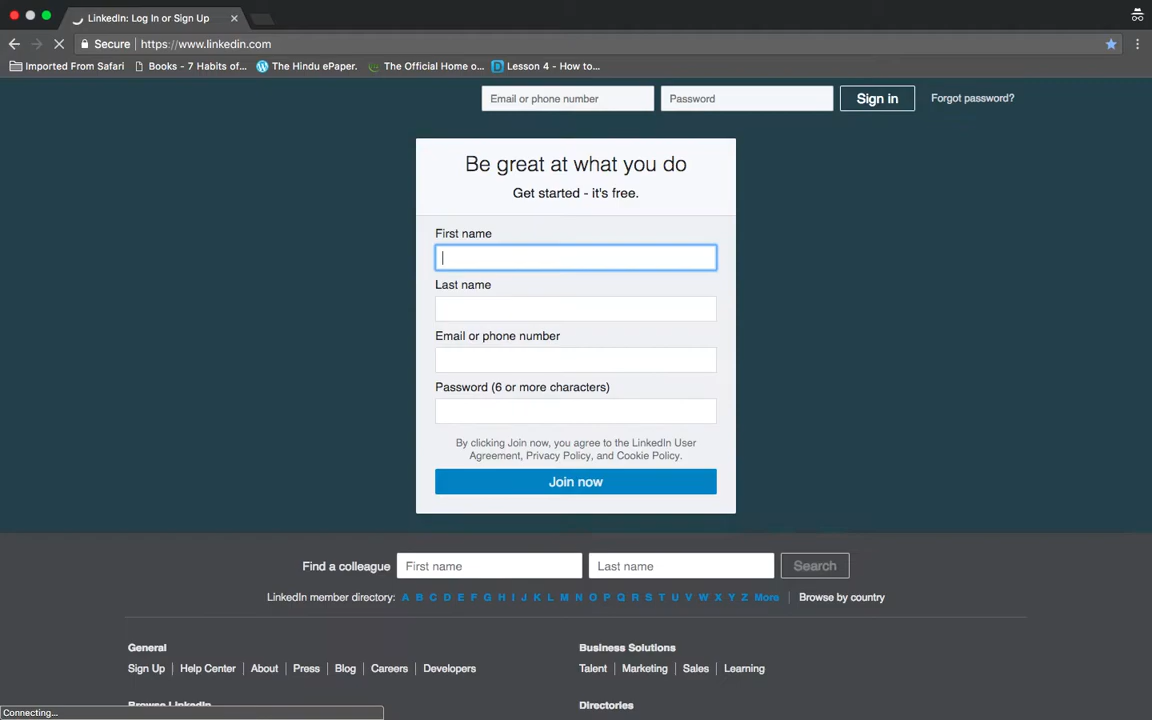 LinkedIn: Log In or Sign Up
Secure https://www.linkedin.com
Imported From Safari Books - 7 Habits of... The Hindu ePaper. The Official Home o... Lesson 4 - How to...
Email or phone number Password Sign in Forgot password?
Be great at what you do
Get started - it's free.
First name
Last name
Email or phone number
Password (6 or more characters)
By clicking Join now, you agree to the LinkedIn User
Agreement, Privacy Policy, and Cookie Policy.
Join now
Find a colleague First name Last name Search
LinkedIn member directory: A B C D E F G H I J K L M N O P Q R S T U V W X Y Z More Browse by country
General Business Solutions
Sign Up Help Center About Press Blog Careers Developers Talent Marketing Sales Learning
Browse LinkedIn Directories
Connecting...